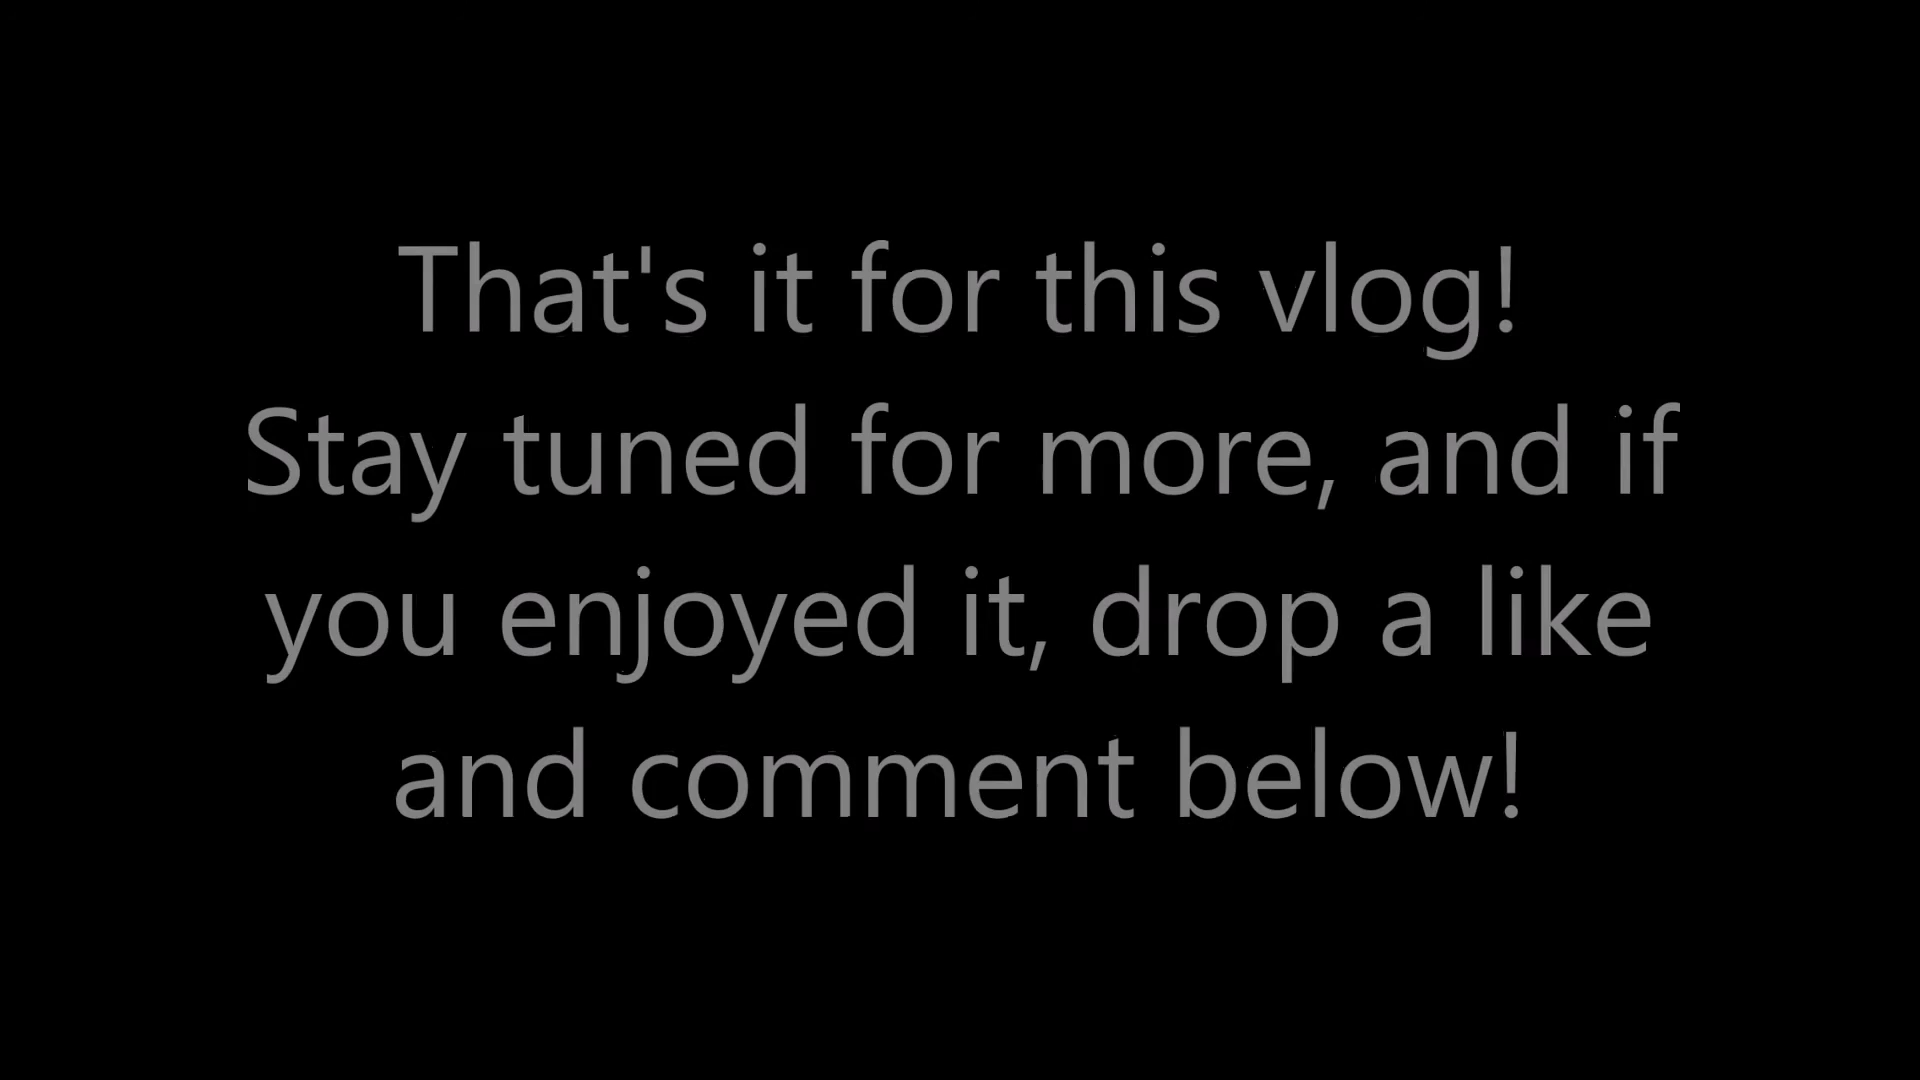 That's it for this vlog!
Stay tuned for more, and if
you enjoyed it, drop a like
and comment below!